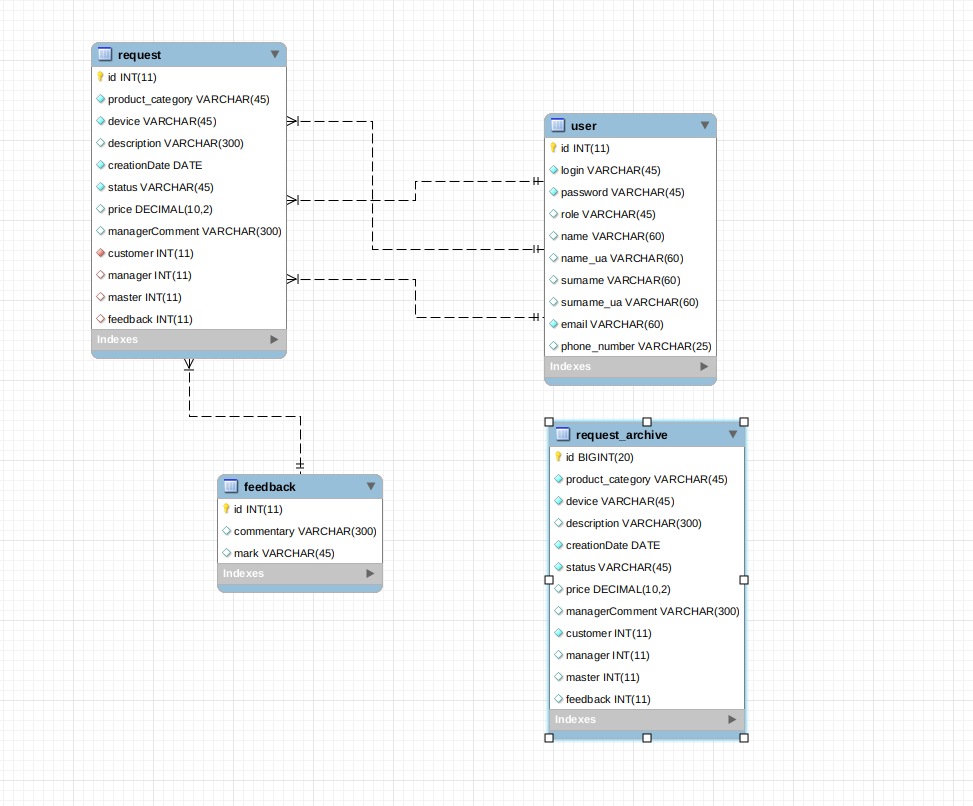 request
id INT(11)
product_category VARCHAR(45)
device VARCHAR(45)
description VARCHAR(300)
creationDate DATE
status VARCHAR(45)
price DECIMAL(10,2)
managerComment VARCHAR(300)
customer INT(11)
manager INT(11)
master INT(11)
feedback INT(11)
Indexes
user
id INT(11)
login VARCHAR(45)
password VARCHAR(45)
role VARCHAR(45)
name VARCHAR(60)
name_ua VARCHAR(60)
surname VARCHAR(60)
surname_ua VARCHAR(60)
email VARCHAR(60)
phone_number VARCHAR(25)
Indexes
feedback
id INT(11)
commentary VARCHAR(300)
mark VARCHAR(45)
Indexes
request_archive
id BIGINT(20)
product_category VARCHAR(45)
device VARCHAR(45)
description VARCHAR(300)
creationDate DATE
status VARCHAR(45)
price DECIMAL(10,2)
managerComment VARCHAR(300)
customer INT(11)
manager INT(11)
master INT(11)
feedback INT(11)
Indexes